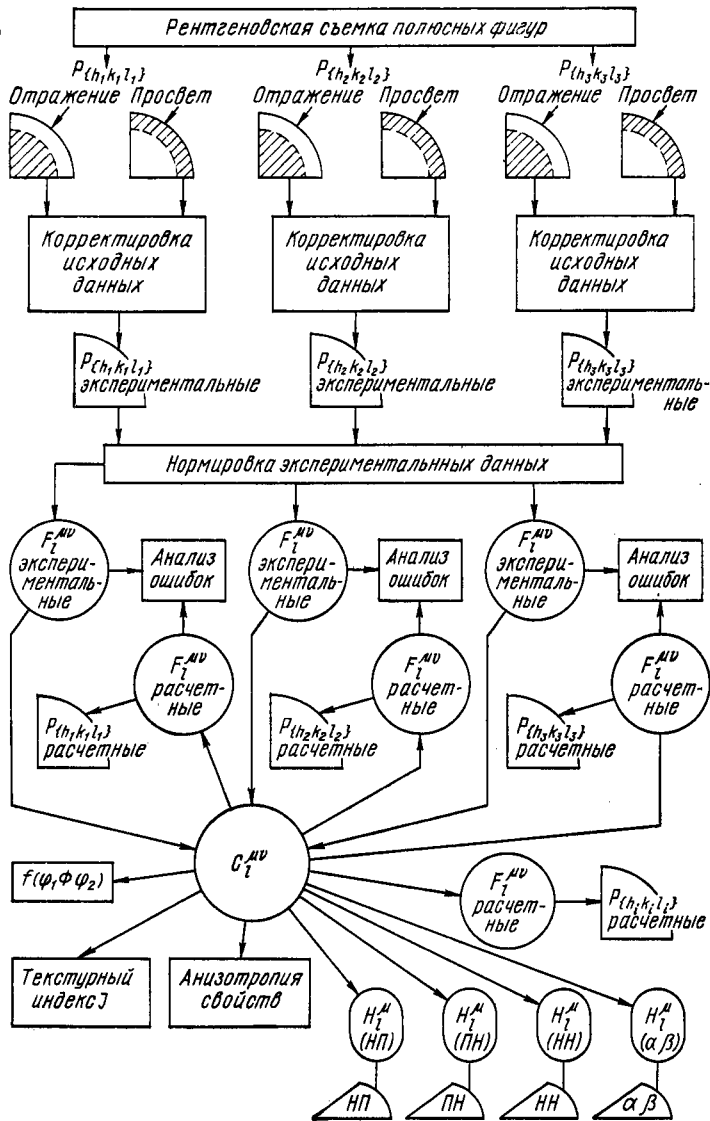 Рентгеновская съемка полюсных фигур
P{h₁k₁l₁} P{h₂k₂l₂} P{h₃k₃l₃}
Отражение Просвет Отражение Просвет Отражение Просвет
Корректировка
исходных
данных
Корректировка
исходных
данных
Корректировка
исходных
данных
P{h₁k₁l₁}
экспериментальные
P{h₂k₂l₂}
экспериментальные
P{h₃k₃l₃}
эксперименталь-
ные
Нормировка экспериментальнных данных
Fₗ^μν
экспери-
менталь-
ные
Анализ
ошибок
Fₗ^μν
экспери-
менталь-
ные
Анализ
ошибок
Fₗ^μν
экспери-
менталь-
ные
Анализ
ошибок
Fₗ^μν
расчет-
ные
P{h₁k₁l₁}
расчетные
Fₗ^μν
расчет-
ные
P{h₂k₂l₂}
расчетные
Fₗ^μν
расчет-
ные
P{h₃k₃l₃}
расчетные
Cₗ^μν
f(φ₁Φφ₂)
Fₗ^μν
расчет-
ные
P{hᵢkᵢlᵢ}
расчетные
Текстурный
индекс J
Анизотропия
свойств
Hₗ^μ
(НП)
Hₗ^μ
(ПН)
Hₗ^μ
(НН)
Hₗ^μ
(αβ)
НП ПН НН αβ